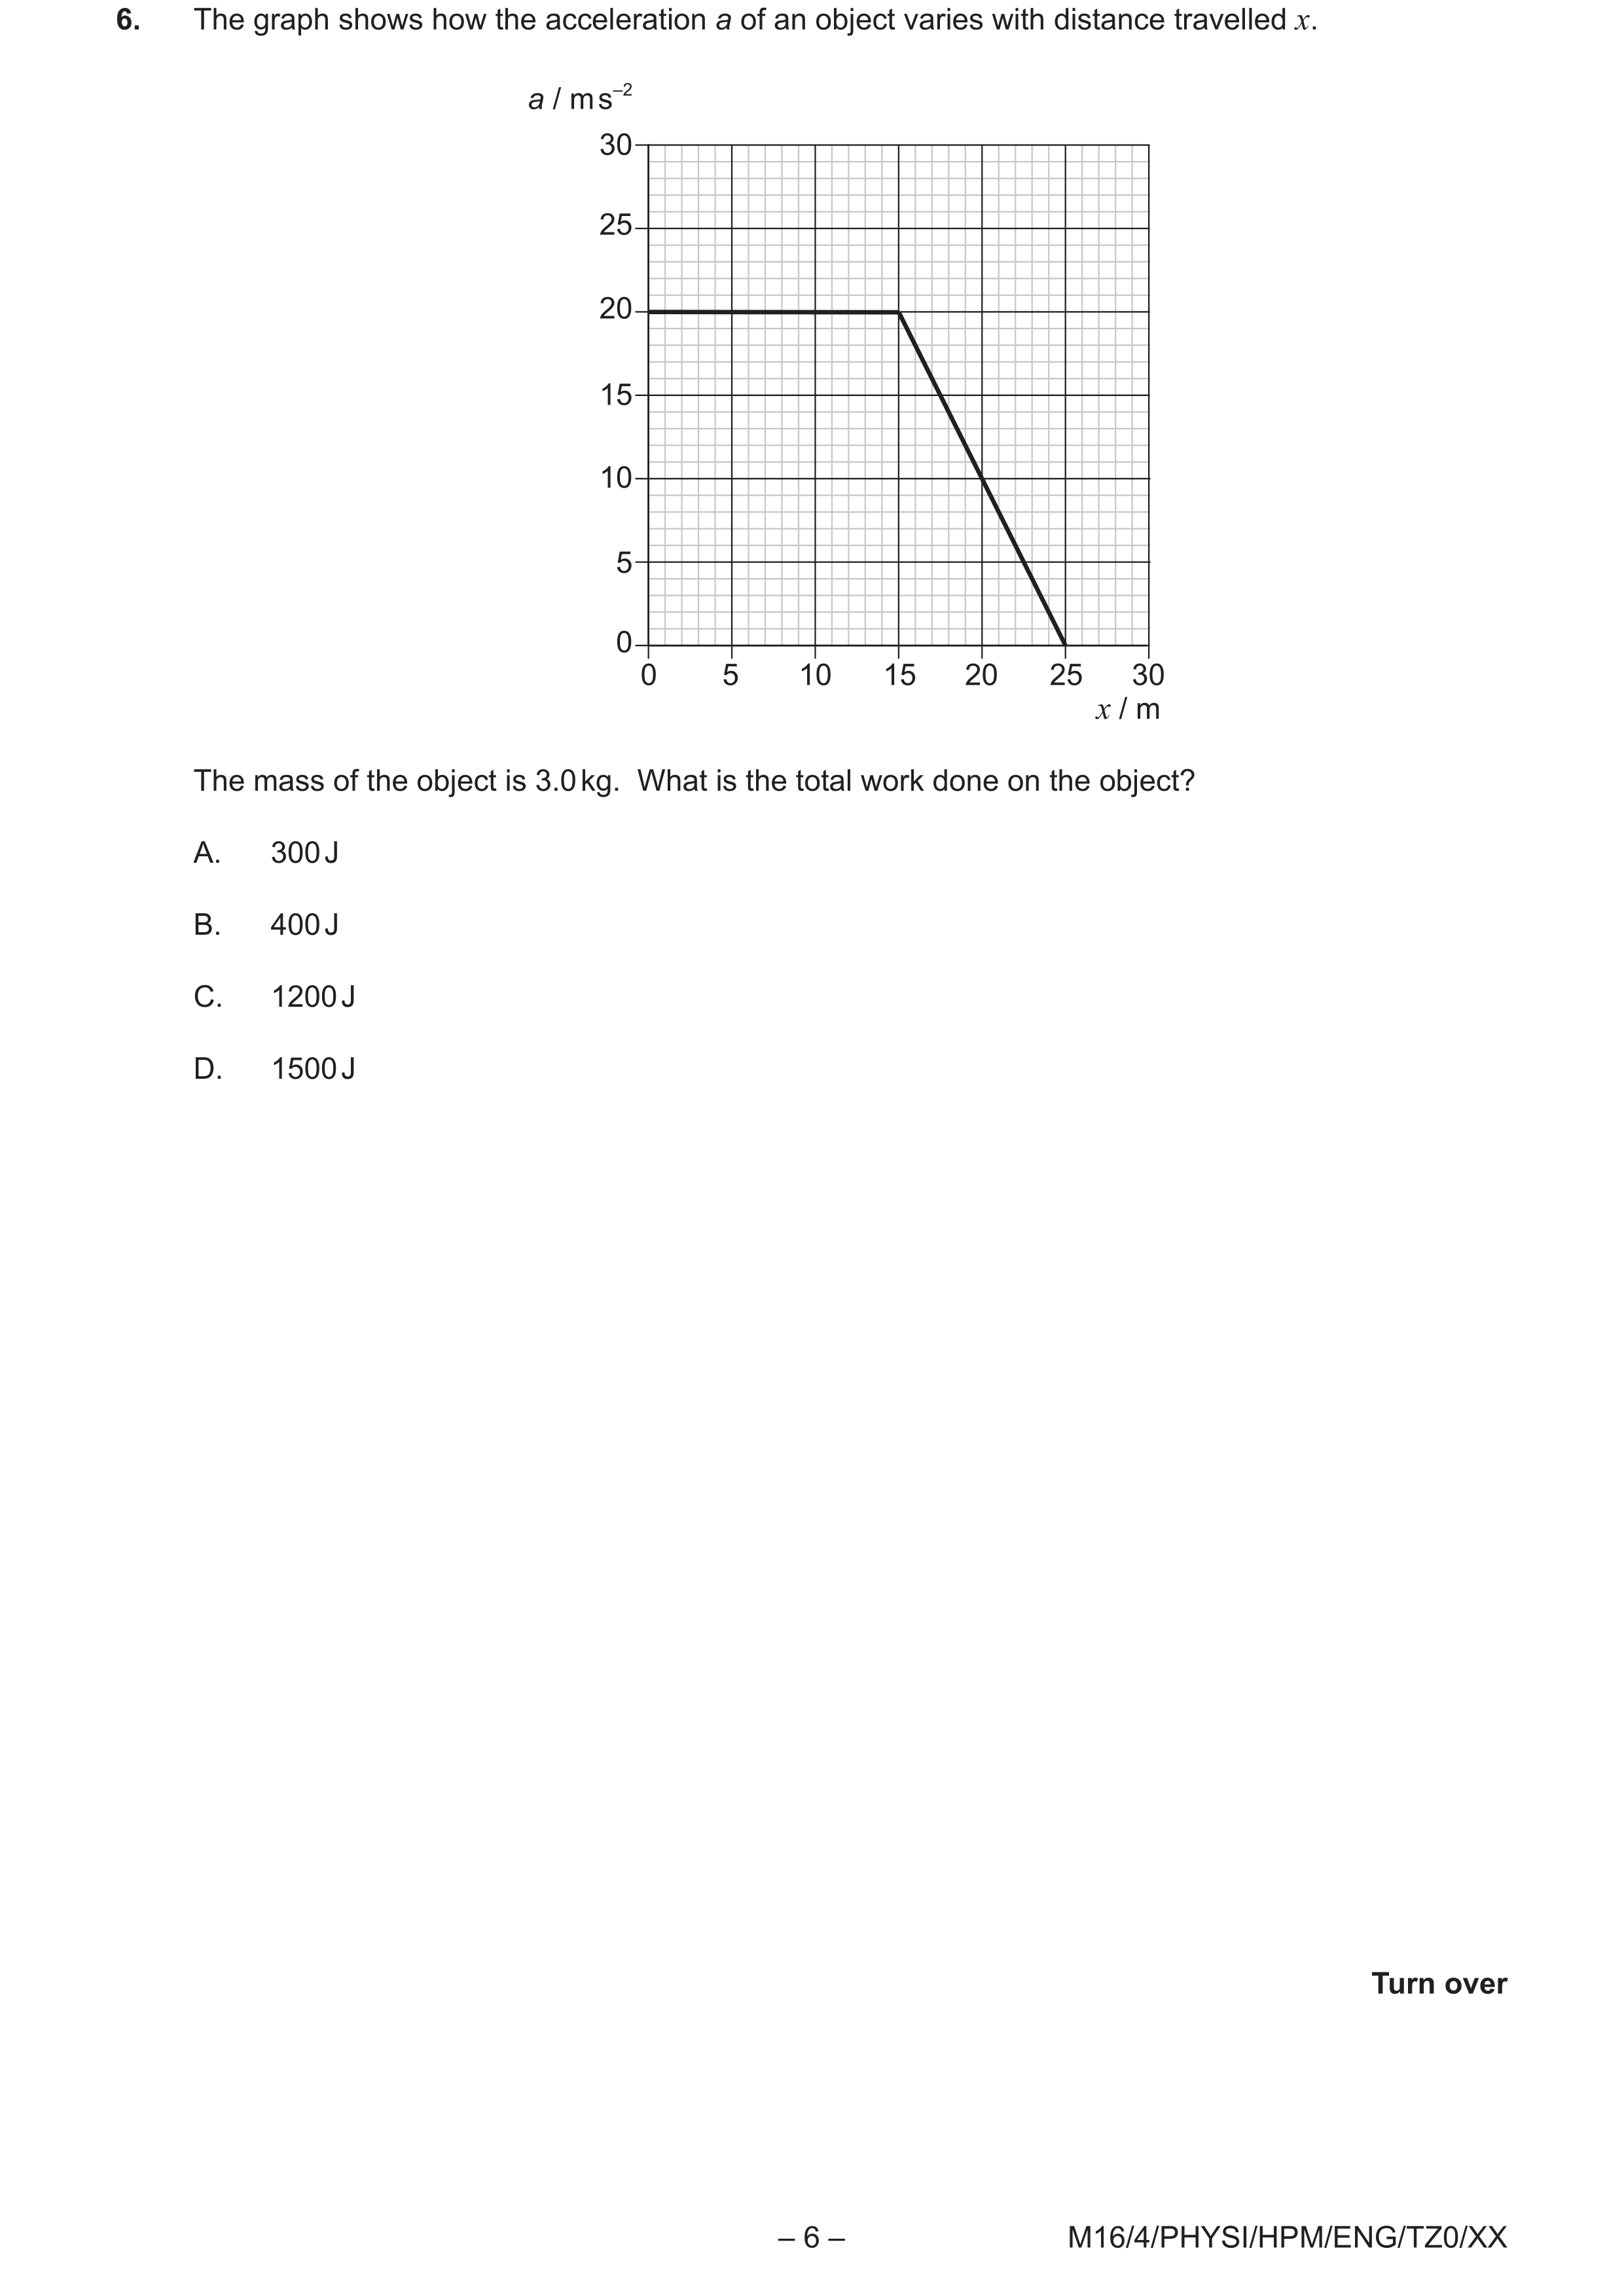 6. The graph shows how the acceleration a of an object varies with distance travelled x.
a / m s⁻²
30
25
20
15
10
5
0
0 5 10 15 20 25 30
x / m
The mass of the object is 3.0 kg. What is the total work done on the object?
A. 300 J
B. 400 J
C. 1200 J
D. 1500 J
Turn over
– 6 – M16/4/PHYSI/HPM/ENG/TZ0/XX